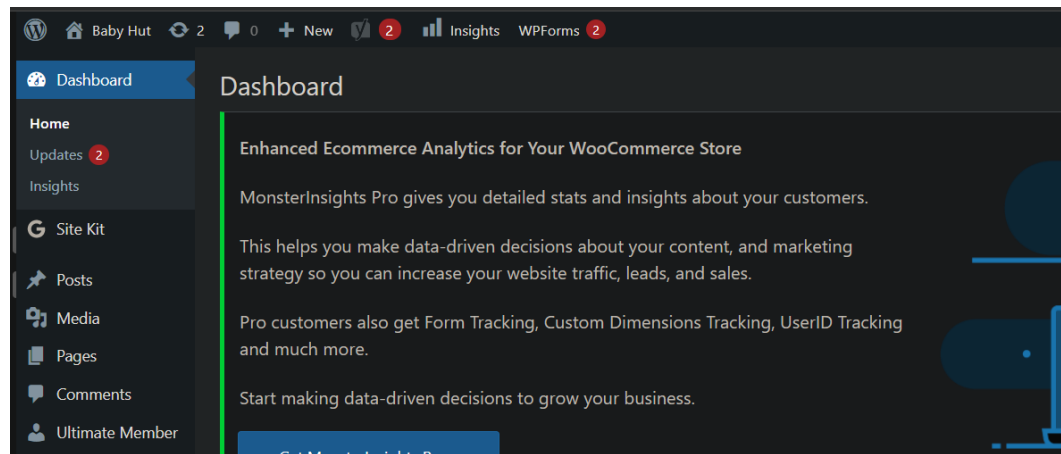 Baby Hut 2 0 New 2 Insights WPForms 2
Dashboard
Home
Updates 2
Insights
Site Kit
Posts
Media
Pages
Comments
Ultimate Member
Dashboard
Enhanced Ecommerce Analytics for Your WooCommerce Store
MonsterInsights Pro gives you detailed stats and insights about your customers.
This helps you make data-driven decisions about your content, and marketing
strategy so you can increase your website traffic, leads, and sales.
Pro customers also get Form Tracking, Custom Dimensions Tracking, UserID Tracking
and much more.
Start making data-driven decisions to grow your business.